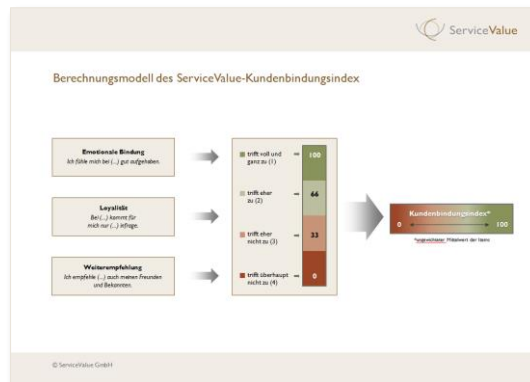 ServiceValue
Berechnungsmodell des ServiceValue-Kundenbindungsindex
Emotionale Bindung
Ich fühle mich bei (...) gut aufgehoben.
Loyalität
Bei (...) kommt für
mich nur (...) infrage.
Weiterempfehlung
Ich empfehle (...) auch meinen Freunden
und Bekannten.
trifft voll und
ganz zu (1)
100
trifft eher
zu (2)
66
trifft eher
nicht zu (3)
33
trifft überhaupt
nicht zu (4)
0
Kundenbindungsindex*
0 100
*ungewichteter Mittelwert der Items
© ServiceValue GmbH